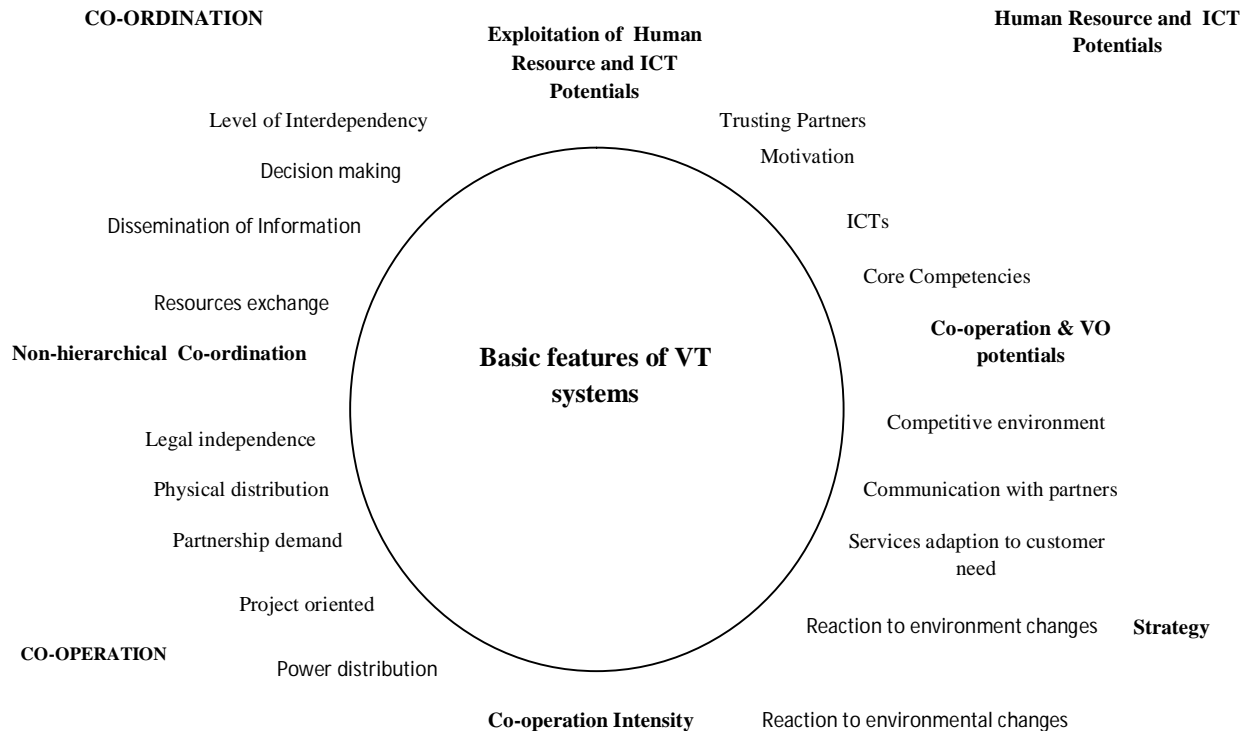 CO-ORDINATION
Exploitation of Human
Resource and ICT
Potentials
Human Resource and ICT
Potentials
Level of Interdependency
Trusting Partners
Decision making
Motivation
Dissemination of Information
ICTs
Resources exchange
Core Competencies
Non-hierarchical Co-ordination
Basic features of VT
systems
Co-operation & VO
potentials
Legal independence
Competitive environment
Physical distribution
Communication with partners
Partnership demand
Services adaption to customer
need
Project oriented
Reaction to environment changes
Strategy
CO-OPERATION
Power distribution
Co-operation Intensity
Reaction to environmental changes